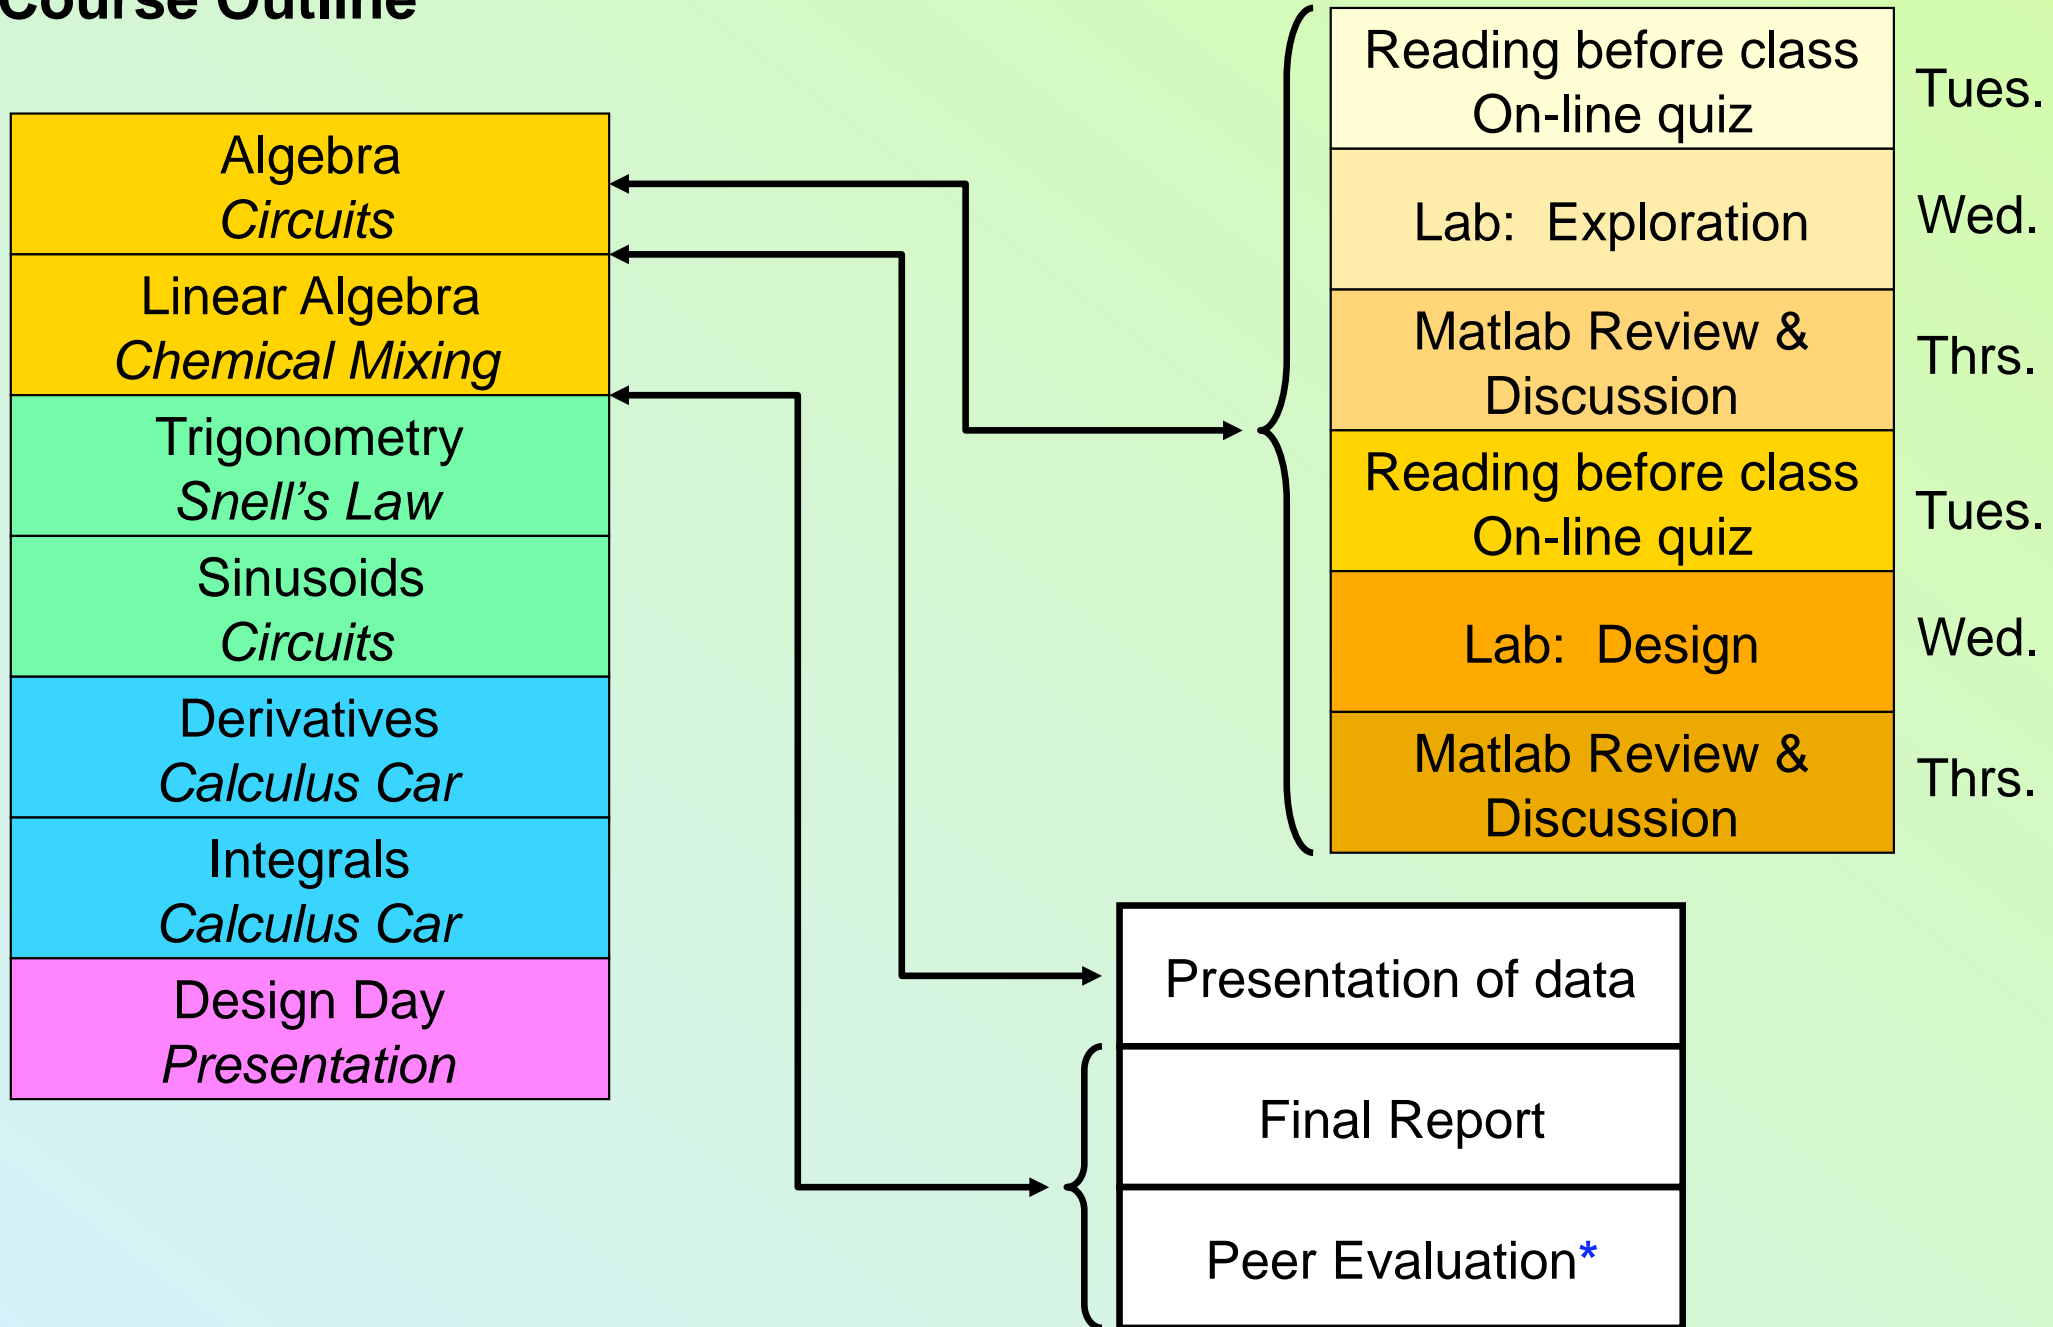 Course Outline
Algebra
Circuits
Linear Algebra
Chemical Mixing
Trigonometry
Snell’s Law
Sinusoids
Circuits
Derivatives
Calculus Car
Integrals
Calculus Car
Design Day
Presentation
Reading before class
On-line quiz
Tues.
Lab: Exploration
Wed.
Matlab Review &
Discussion
Thrs.
Reading before class
On-line quiz
Tues.
Lab: Design
Wed.
Matlab Review &
Discussion
Thrs.
Presentation of data
Final Report
Peer Evaluation*